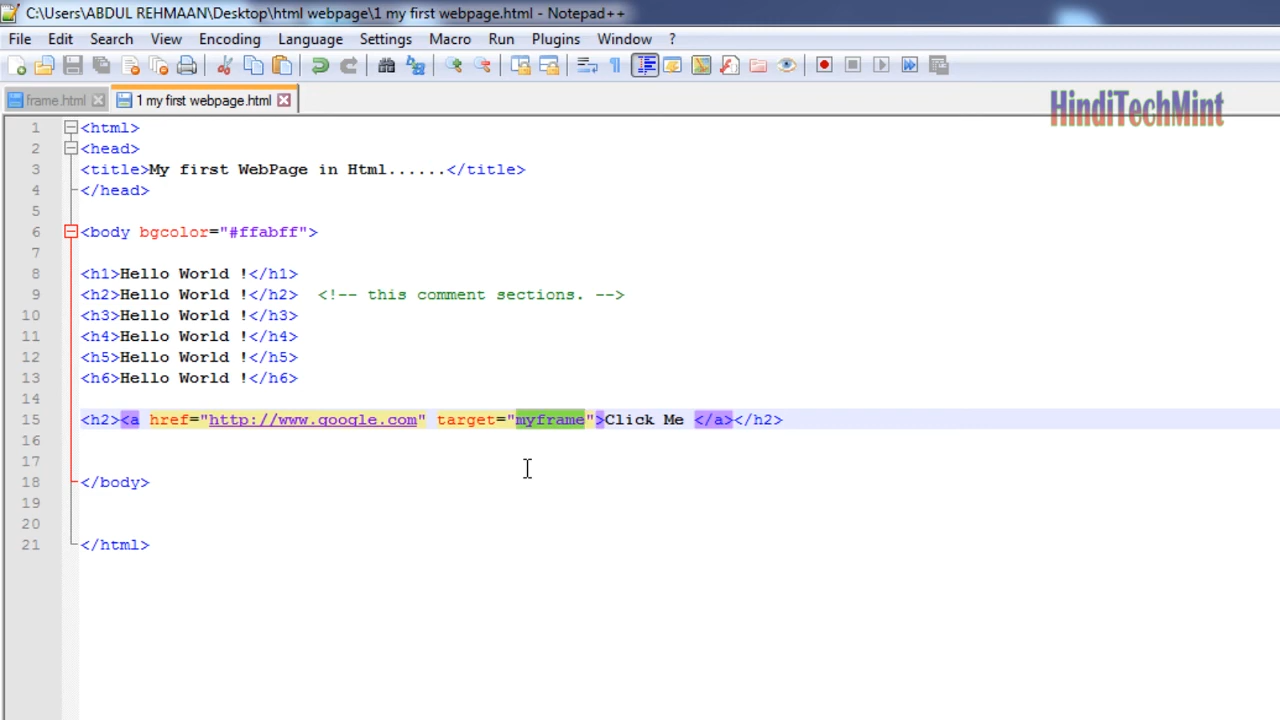 C:\Users\ABDUL REHMAAN\Desktop\html webpage\1 my first webpage.html - Notepad++
File Edit Search View Encoding Language Settings Macro Run Plugins Window ?
frame.html 1 my first webpage.html
HindiTechMint
1 <html>
2 <head>
3 <title>My first WebPage in Html......</title>
4 </head>
5
6 <body bgcolor="#ffabff">
7
8 <h1>Hello World !</h1>
9 <h2>Hello World !</h2> <!-- this comment sections. -->
10 <h3>Hello World !</h3>
11 <h4>Hello World !</h4>
12 <h5>Hello World !</h5>
13 <h6>Hello World !</h6>
14
15 <h2><a href="http://www.google.com" target="myframe">Click Me </a></h2>
16
17
18 </body>
19
20
21 </html>